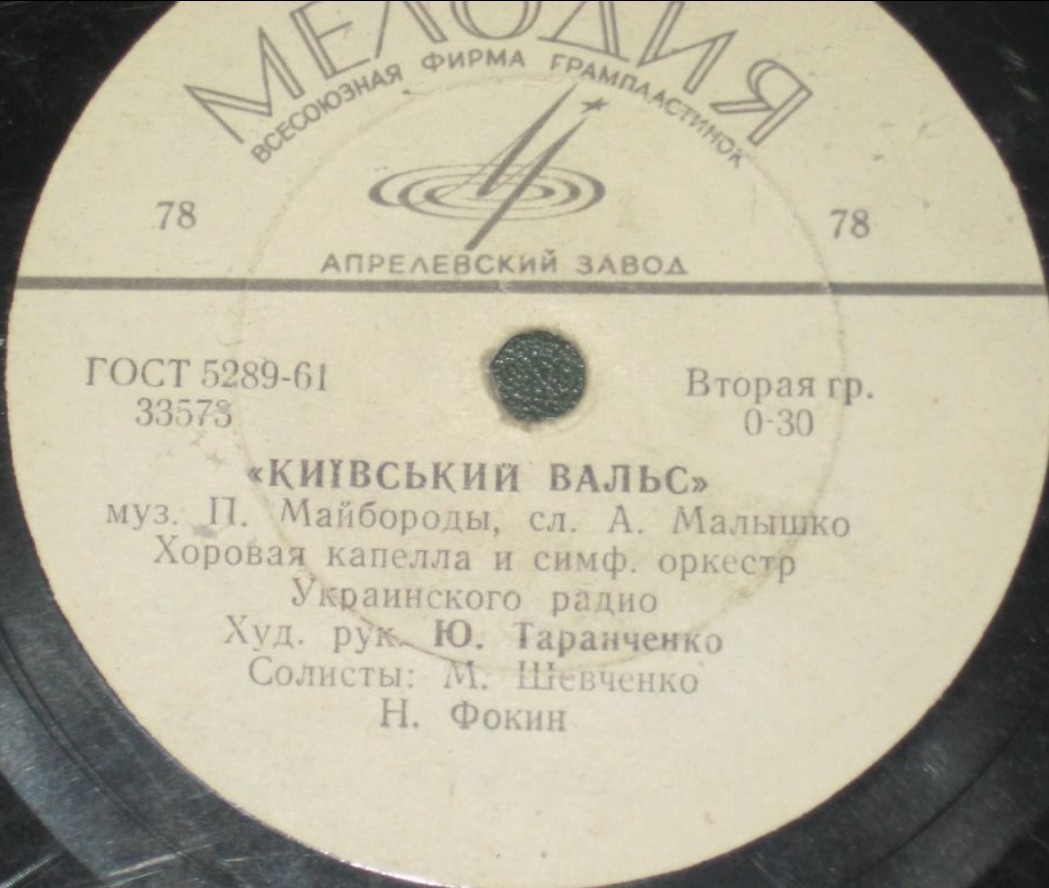 МЕЛОДИЯ
ВСЕСОЮЗНАЯ ФИРМА ГРАМПЛАСТИНОК
78 78
АПРЕЛЕВСКИЙ ЗАВОД
ГОСТ 5289-61 Вторая гр.
33573 0-30
«КИЇВСЬКИЙ ВАЛЬС»
муз. П. Майбороды, сл. А. Малышко
Хоровая капелла и симф. оркестр
Украинского радио
Худ. рук. Ю. Таранченко
Солисты: М. Шевченко
Н. Фокин